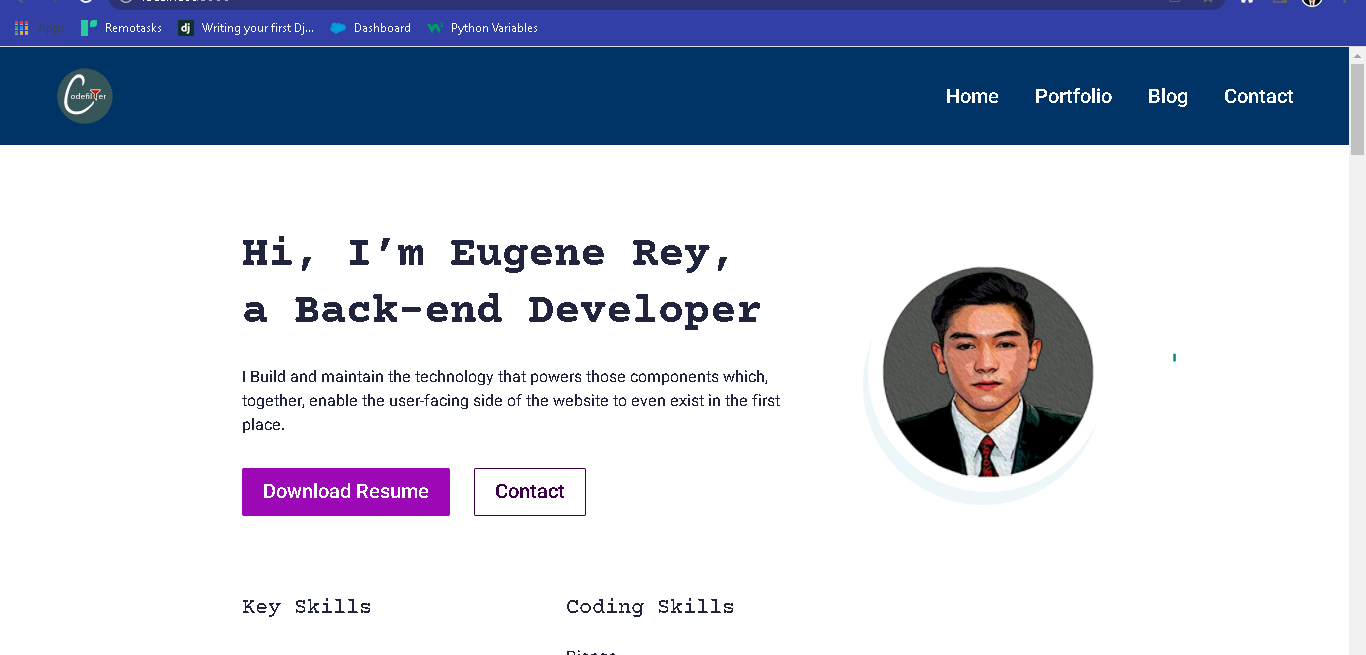 Apps
Remotasks
Writing your first Dj...
Dashboard
Python Variables
dj
Codefilter
Home
Portfolio
Blog
Contact
Hi, I’m Eugene Rey,
a Back-end Developer
I Build and maintain the technology that powers those components which,
together, enable the user-facing side of the website to even exist in the first
place.
Download Resume
Contact
Key Skills
Coding Skills